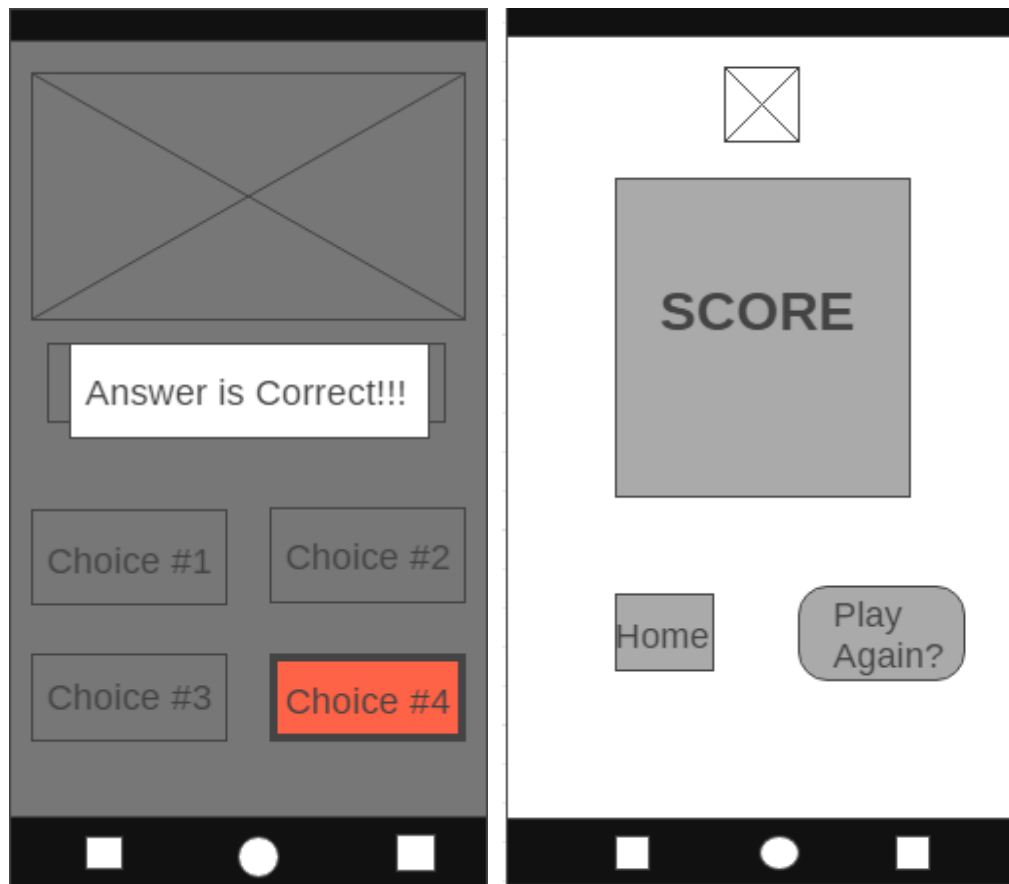 Answer is Correct!!!
Choice #1
Choice #2
Choice #3
Choice #4
SCORE
Home
Play
Again?